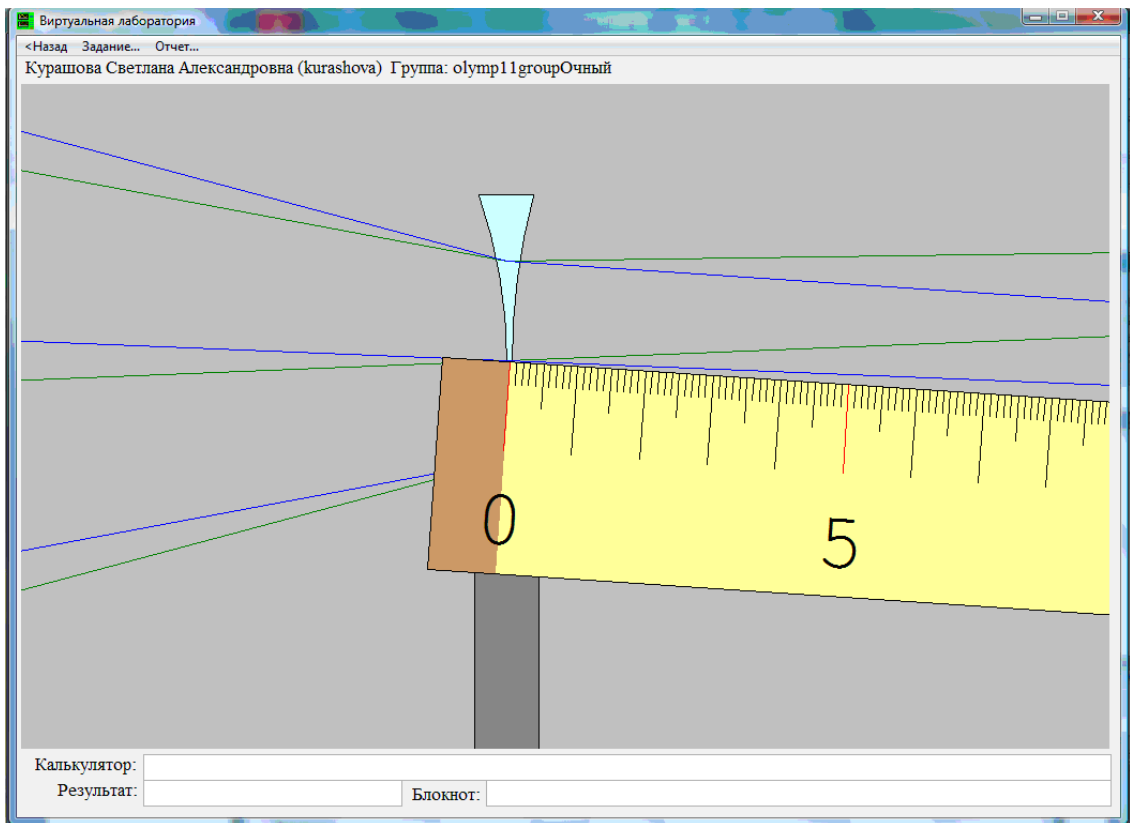 Виртуальная лаборатория
<Назад Задание... Отчет...
Курашова Светлана Александровна (kurashova) Группа: olymp11groupОчный
0
5
Калькулятор:
Результат:
Блокнот: